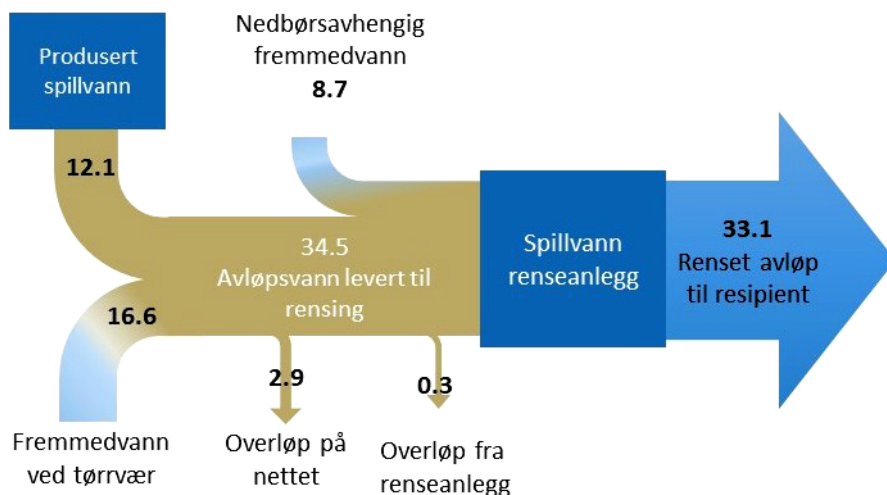 Produsert
spillvann
Nedbørsavhengig
fremmedvann
8.7
12.1
34.5
Avløpsvann levert til
rensing
16.6
Spillvann
renseanlegg
33.1
Renset avløp
til resipient
2.9
0.3
Fremmedvann
ved tørrvær
Overløp på
nettet
Overløp fra
renseanlegg